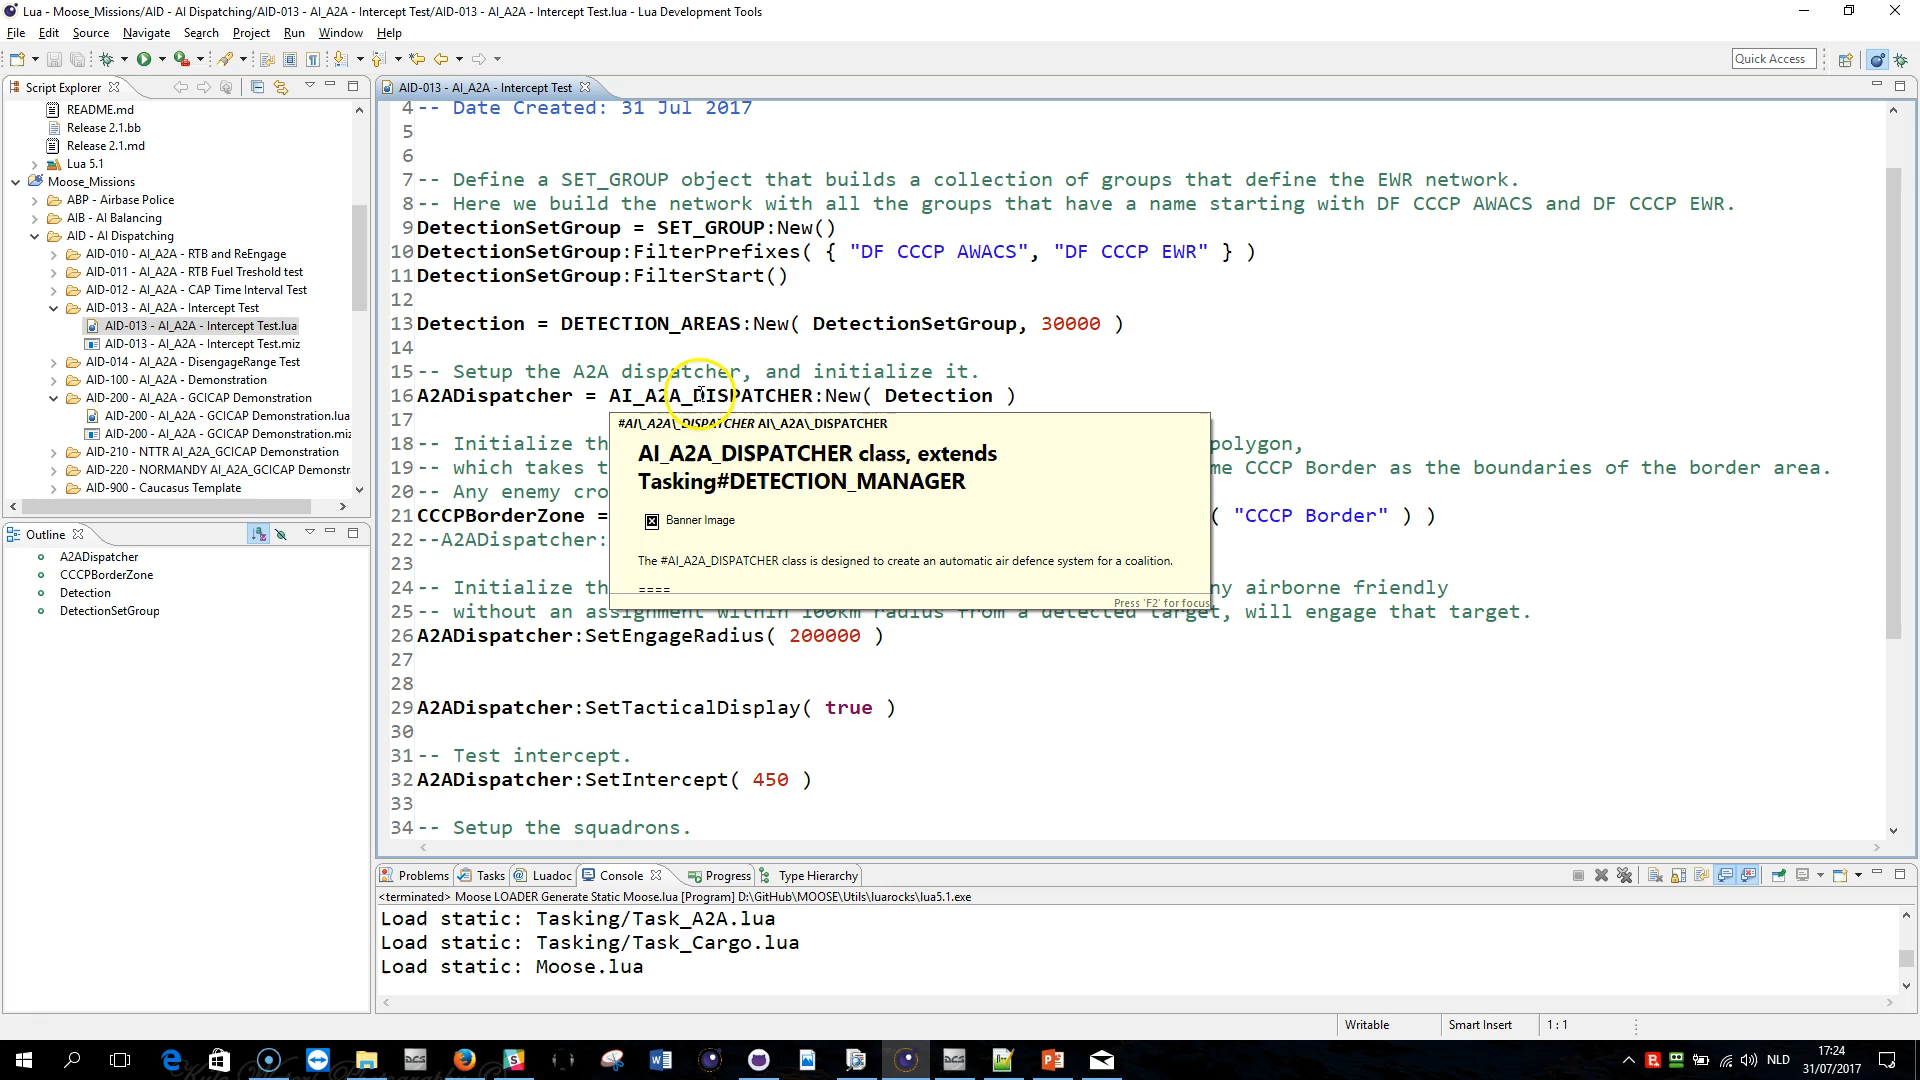 Lua - Moose_Missions/AID - AI Dispatching/AID-013 - AI_A2A - Intercept Test/AID-013 - AI_A2A - Intercept Test.lua - Lua Development Tools
File Edit Source Navigate Search Project Run Window Help
Quick Access
Script Explorer
README.md
Release 2.1.bb
Release 2.1.md
Lua 5.1
Moose_Missions
ABP - Airbase Police
AIB - AI Balancing
AID - AI Dispatching
AID-010 - AI_A2A - RTB and ReEngage
AID-011 - AI_A2A - RTB Fuel Treshold test
AID-012 - AI_A2A - CAP Time Interval Test
AID-013 - AI_A2A - Intercept Test
AID-013 - AI_A2A - Intercept Test.lua
AID-013 - AI_A2A - Intercept Test.miz
AID-014 - AI_A2A - DisengageRange Test
AID-100 - AI_A2A - Demonstration
AID-200 - AI_A2A - GCICAP Demonstration
AID-200 - AI_A2A - GCICAP Demonstration.lua
AID-200 - AI_A2A - GCICAP Demonstration.miz
AID-210 - NTTR AI_A2A_GCICAP Demonstration
AID-220 - NORMANDY AI_A2A_GCICAP Demonstr
AID-900 - Caucasus Template
Outline
A2ADispatcher
CCCPBorderZone
Detection
DetectionSetGroup
AID-013 - AI_A2A - Intercept Test
4 -- Date Created: 31 Jul 2017
5
6
7 -- Define a SET_GROUP object that builds a collection of groups that define the EWR network.
8 -- Here we build the network with all the groups that have a name starting with DF CCCP AWACS and DF CCCP EWR.
9 DetectionSetGroup = SET_GROUP:New()
10 DetectionSetGroup:FilterPrefixes( { "DF CCCP AWACS", "DF CCCP EWR" } )
11 DetectionSetGroup:FilterStart()
12
13 Detection = DETECTION_AREAS:New( DetectionSetGroup, 30000 )
14
15 -- Setup the A2A dispatcher, and initialize it.
16 A2ADispatcher = AI_A2A_DISPATCHER:New( Detection )
17
18 -- Initialize th polygon,
19 -- which takes t me CCCP Border as the boundaries of the border area.
20 -- Any enemy cro
21 CCCPBorderZone = ( "CCCP Border" ) )
22 --A2ADispatcher:
23
24 -- Initialize th ny airborne friendly
25 -- without an assignment within 100km radius from a detected target, will engage that target.
26 A2ADispatcher:SetEngageRadius( 200000 )
27
28
29 A2ADispatcher:SetTacticalDisplay( true )
30
31 -- Test intercept.
32 A2ADispatcher:SetIntercept( 450 )
33
34 -- Setup the squadrons.
#AI\_A2A\_DISPATCHER AI\_A2A\_DISPATCHER
AI_A2A_DISPATCHER class, extends
Tasking#DETECTION_MANAGER
Banner Image
The #AI_A2A_DISPATCHER class is designed to create an automatic air defence system for a coalition.
====
Press 'F2' for focus
Problems Tasks Luadoc Console Progress Type Hierarchy
<terminated> Moose LOADER Generate Static Moose.lua [Program] D:\GitHub\MOOSE\Utils\luarocks\lua5.1.exe
Load static: Tasking/Task_A2A.lua
Load static: Tasking/Task_Cargo.lua
Load static: Moose.lua
Writable Smart Insert 1 : 1
NLD
17:24
31/07/2017